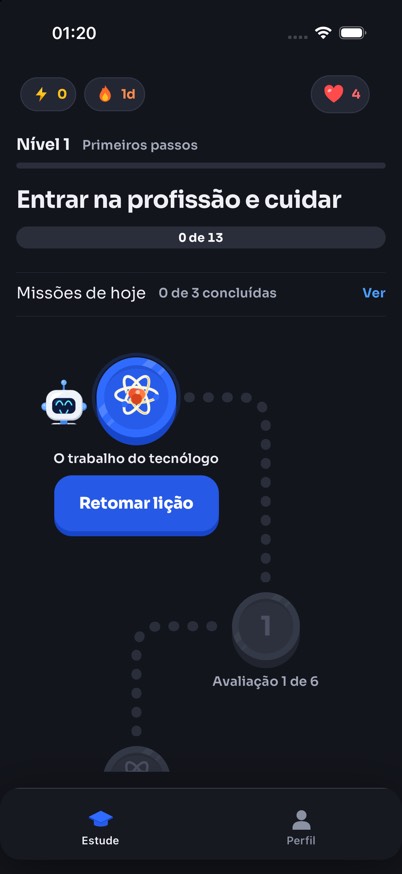 01:20
0
1d
4
Nível 1 Primeiros passos
Entrar na profissão e cuidar
0 de 13
Missões de hoje 0 de 3 concluídas Ver
O trabalho do tecnólogo
Retomar lição
1
Avaliação 1 de 6
Estude
Perfil